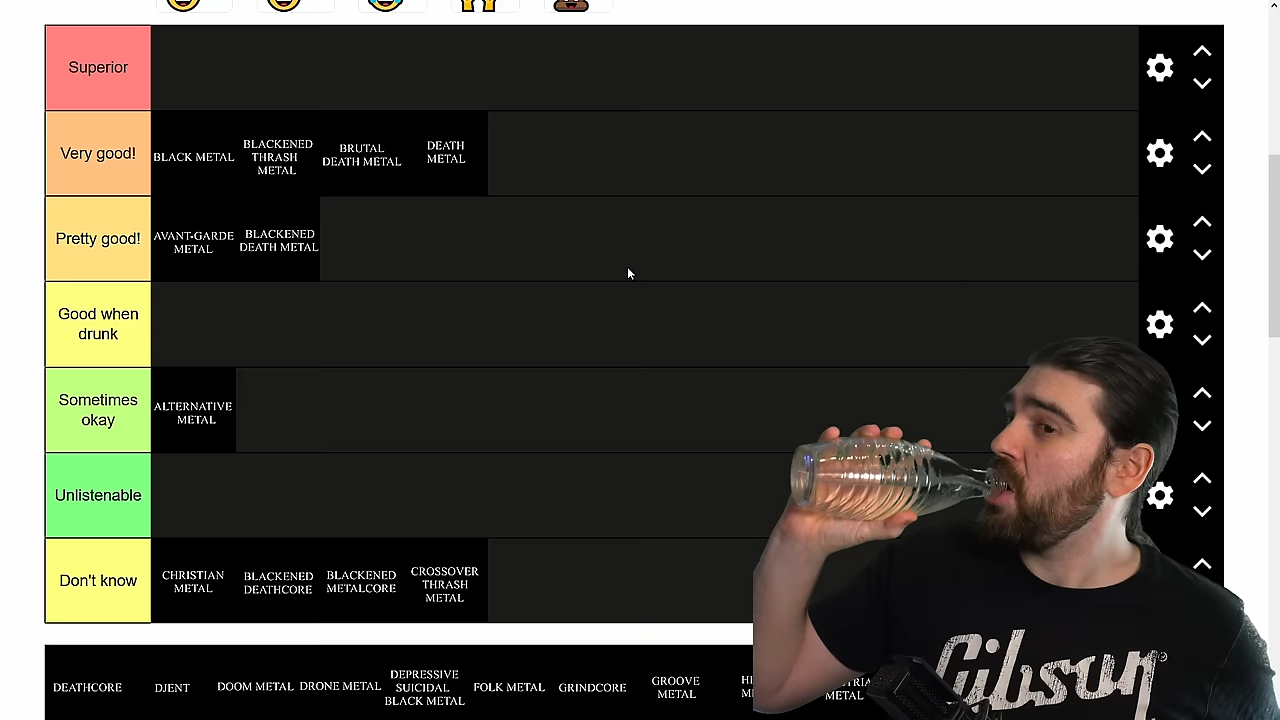 Superior
Very good!
BLACK METAL
BLACKENED
THRASH
METAL
BRUTAL
DEATH METAL
DEATH
METAL
Pretty good!
AVANT-GARDE
METAL
BLACKENED
DEATH METAL
Good when
drunk
Sometimes
okay
ALTERNATIVE
METAL
Unlistenable
Don't know
CHRISTIAN
METAL
BLACKENED
DEATHCORE
BLACKENED
METALCORE
CROSSOVER
THRASH
METAL
DEATHCORE
DJENT
DOOM METAL
DRONE METAL
DEPRESSIVE
SUICIDAL
BLACK METAL
FOLK METAL
GRINDCORE
GROOVE
METAL
METAL
Gibson